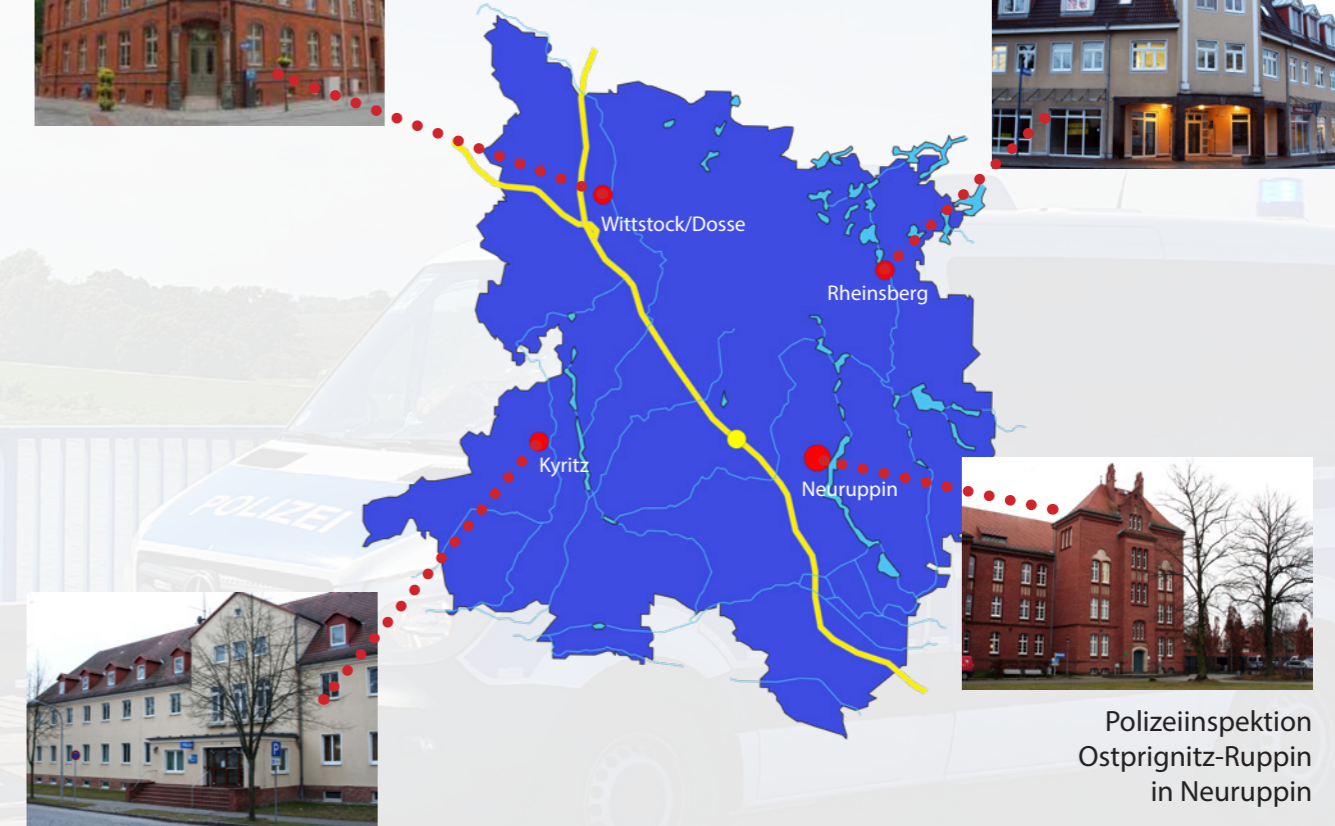 Wittstock/Dosse
Rheinsberg
Kyritz
Neuruppin
POLIZEI
Polizeiinspektion
Ostprignitz-Ruppin
in Neuruppin